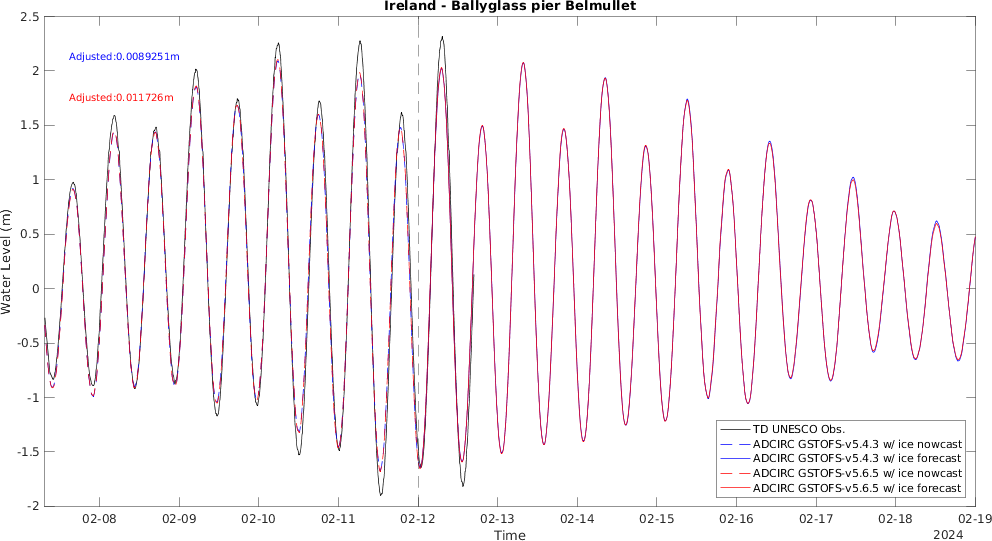 Ireland - Ballyglass pier Belmullet
2.5
2
1.5
1
0.5
0
-0.5
-1
-1.5
-2
Water Level (m)
Adjusted:0.0089251m
Adjusted:0.011726m
TD UNESCO Obs.
ADCIRC GSTOFS-v5.4.3 w/ ice nowcast
ADCIRC GSTOFS-v5.4.3 w/ ice forecast
ADCIRC GSTOFS-v5.6.5 w/ ice nowcast
ADCIRC GSTOFS-v5.6.5 w/ ice forecast
02-08 02-09 02-10 02-11 02-12 02-13 02-14 02-15 02-16 02-17 02-18 02-19
Time
2024